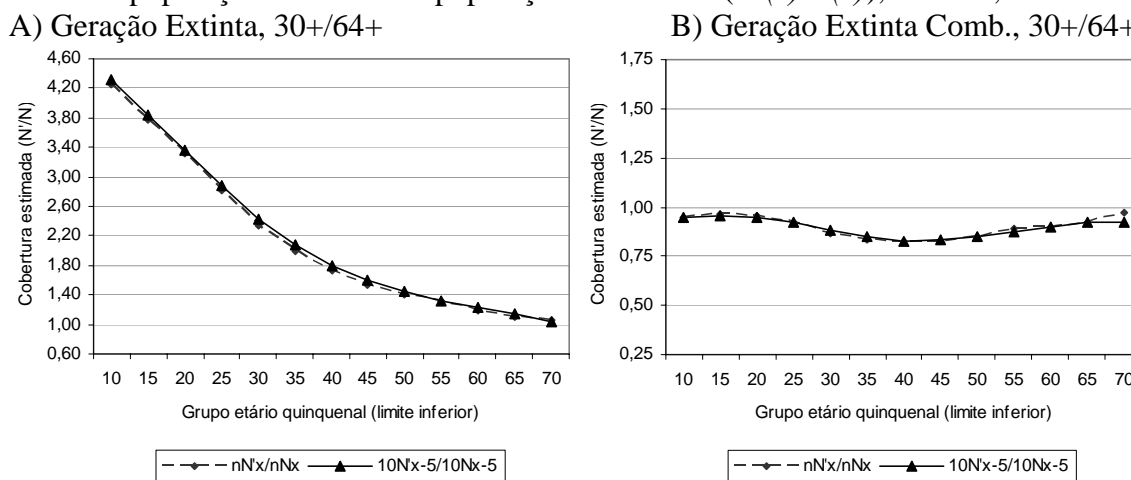 A) Geração Extinta, 30+/64+
4,60
4,20
3,80
3,40
3,00
2,60
2,20
1,80
1,40
1,00
0,60
Cobertura estimada (N'/N)
10 15 20 25 30 35 40 45 50 55 60 65 70
Grupo etário quinquenal (limite inferior)
nN'x/nNx 10N'x-5/10Nx-5
B) Geração Extinta Comb., 30+/64+
1,75
1,50
1,25
1,00
0,75
0,50
0,25
Cobertura estimada (N'/N)
10 15 20 25 30 35 40 45 50 55 60 65 70
Grupo etário quinquenal (limite inferior)
nN'x/nNx 10N'x-5/10Nx-5